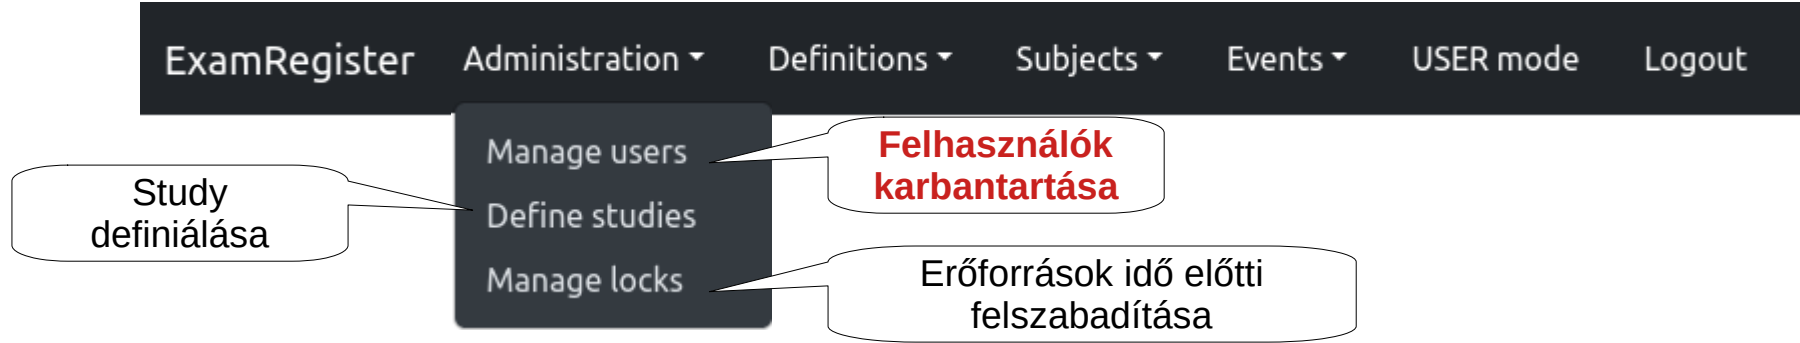 ExamRegister Administration Definitions Subjects Events USER mode Logout
Manage users
Define studies
Manage locks
Felhasználók
karbantartása
Study
definiálása
Erőforrások idő előtti
felszabadítása